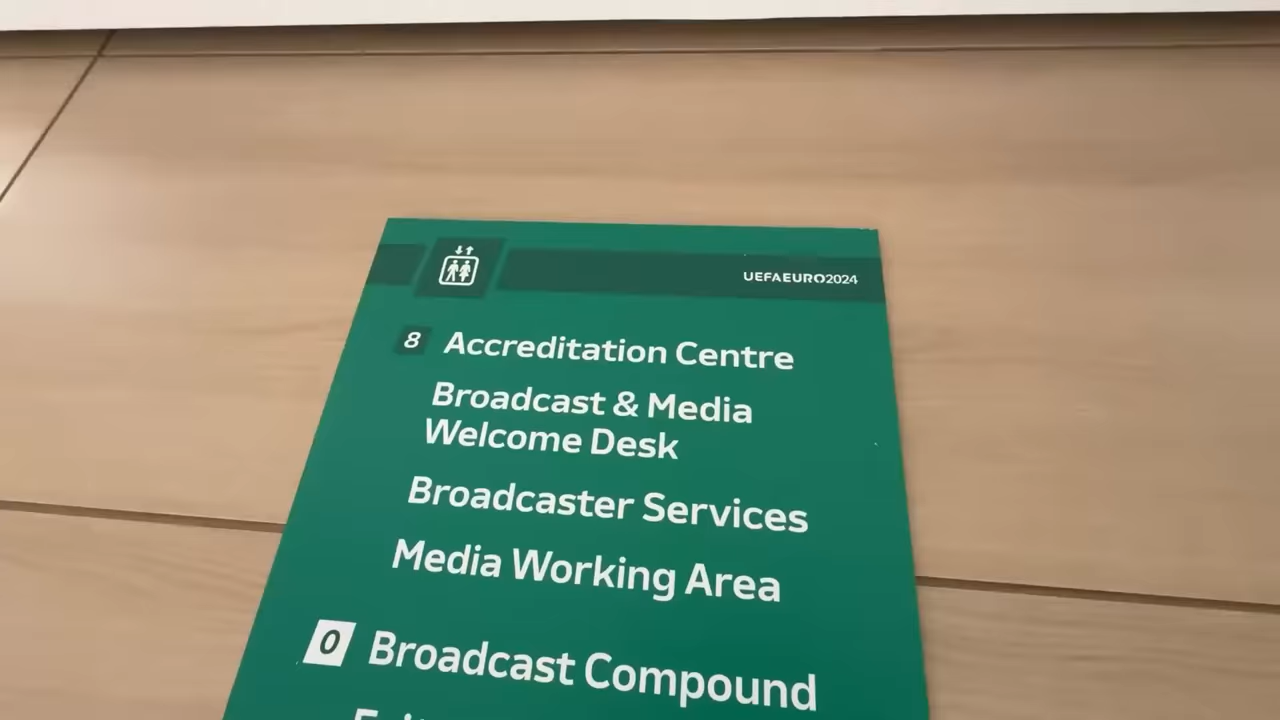 UEFAEURO2024
8 Accreditation Centre
Broadcast & Media
Welcome Desk
Broadcaster Services
Media Working Area
0 Broadcast Compound